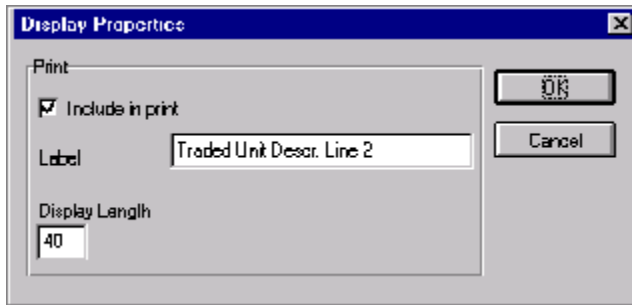 Display Properties
Print
Include in print
OK
Label
Traded Unit Descr. Line 2
Cancel
Display Length
40